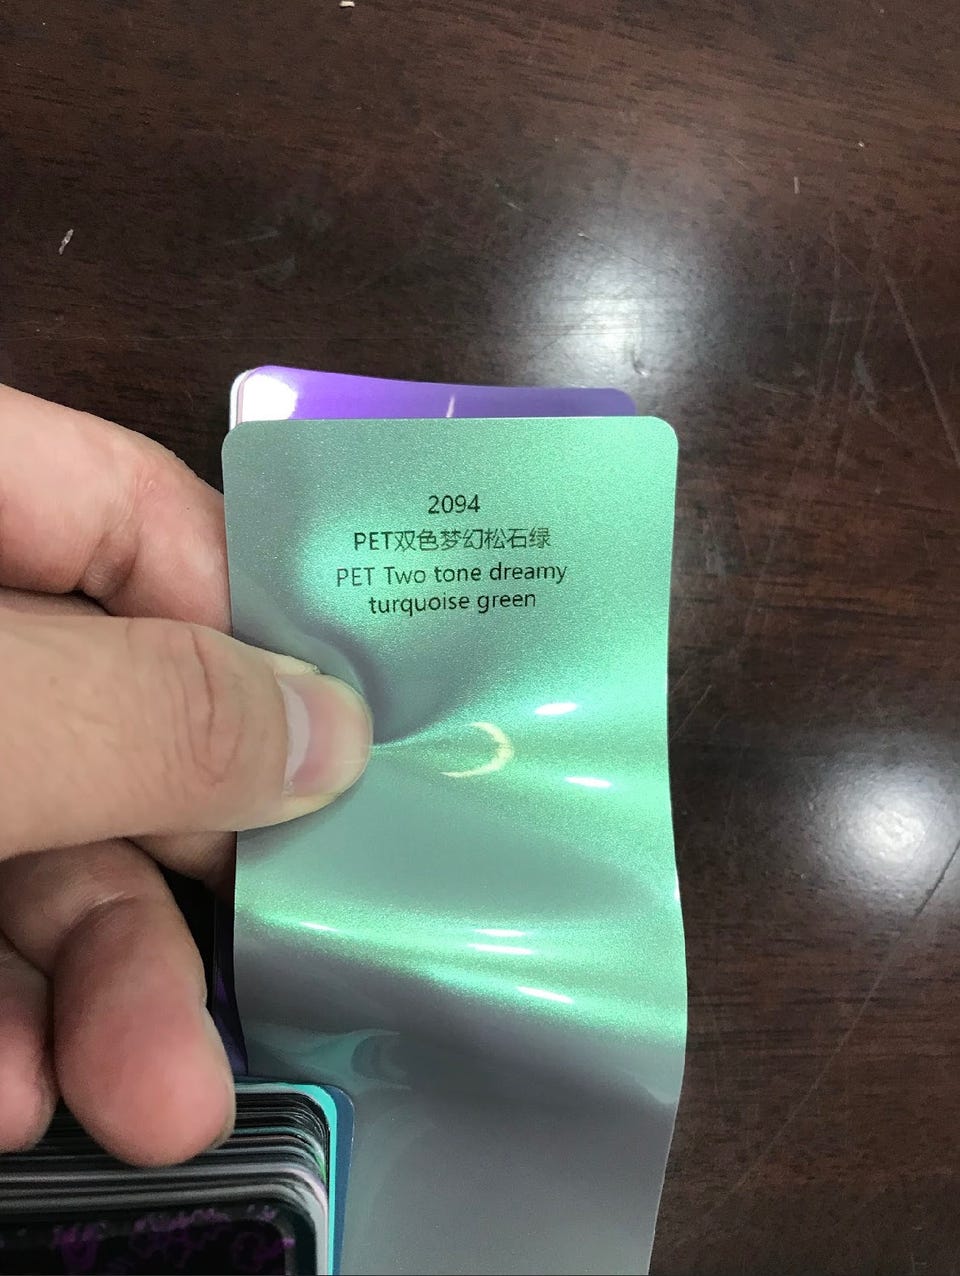 2094
PET双色梦幻松石绿
PET Two tone dreamy
turquoise green